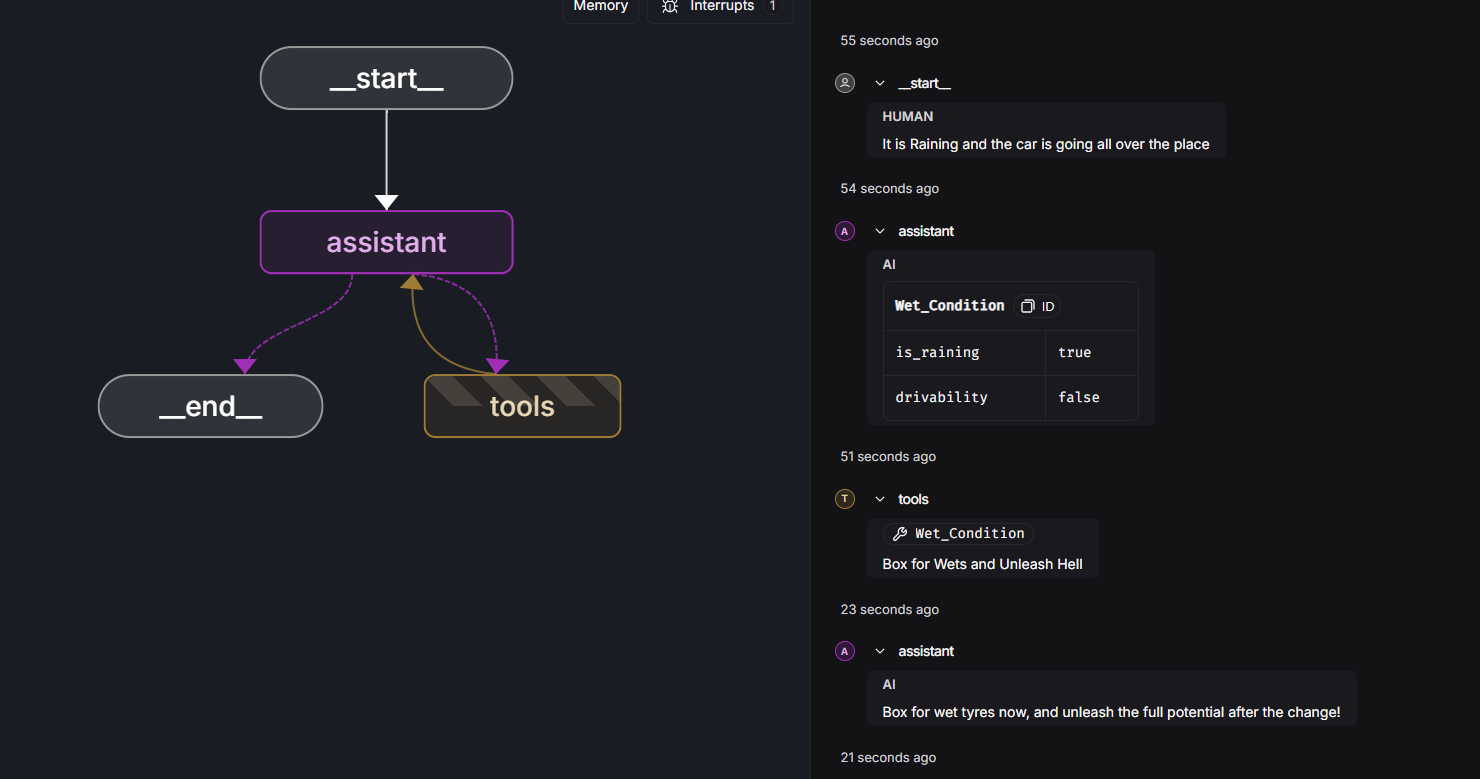 Memory
Interrupts 1
__start__
assistant
__end__
tools
55 seconds ago
__start__
HUMAN
It is Raining and the car is going all over the place
54 seconds ago
A assistant
AI
Wet_Condition ID
is_raining true
drivability false
51 seconds ago
T tools
Wet_Condition
Box for Wets and Unleash Hell
23 seconds ago
A assistant
AI
Box for wet tyres now, and unleash the full potential after the change!
21 seconds ago